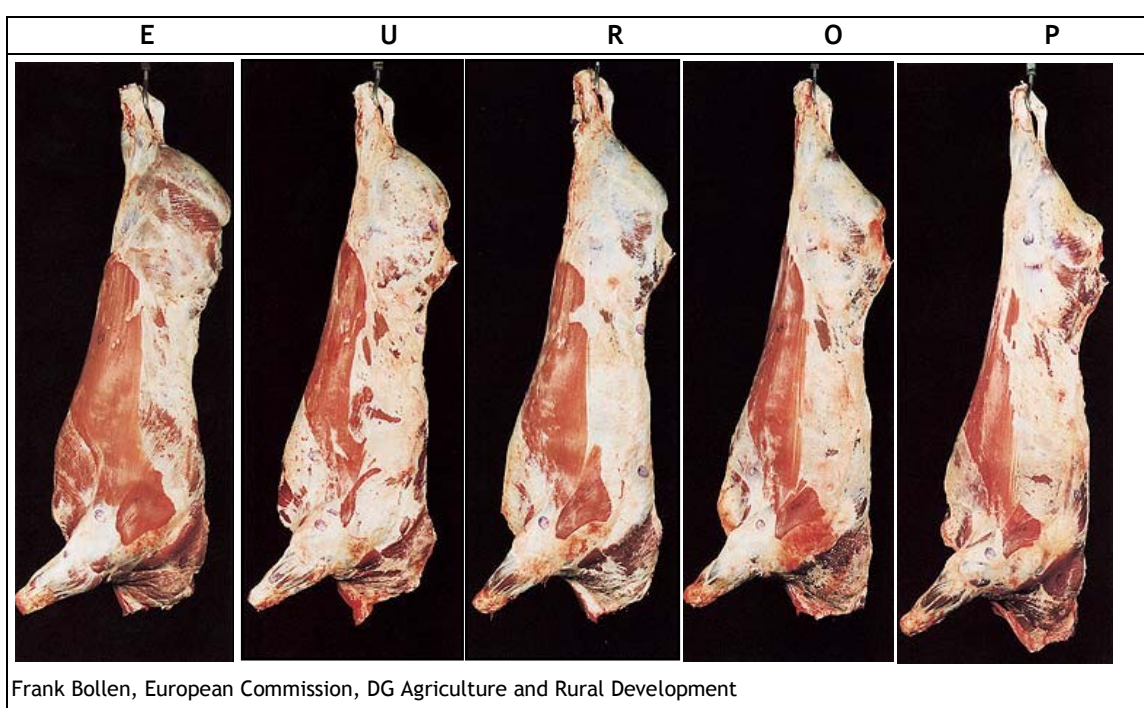 E U R O P
Frank Bollen, European Commission, DG Agriculture and Rural Development